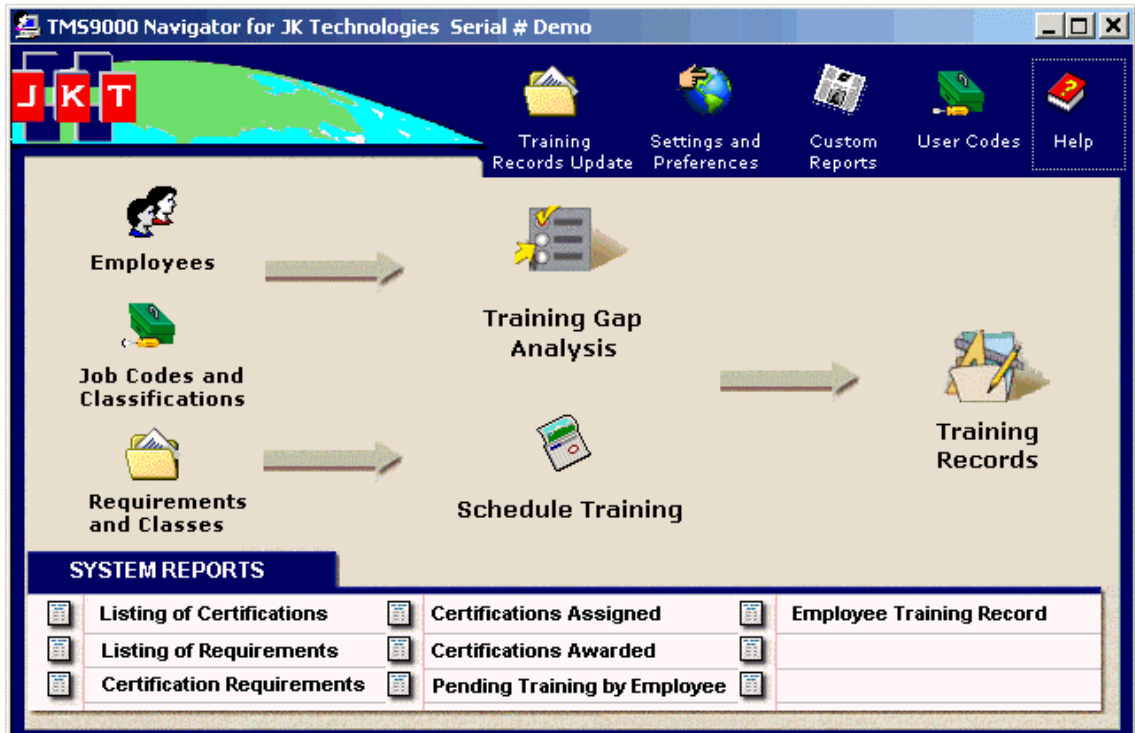 TMS9000 Navigator for JK Technologies Serial # Demo
JKT
Training
Records Update
Settings and
Preferences
Custom
Reports
User Codes
Help
Employees
Job Codes and
Classifications
Requirements
and Classes
Training Gap
Analysis
Schedule Training
Training
Records
SYSTEM REPORTS
Listing of Certifications
Certifications Assigned
Employee Training Record
Listing of Requirements
Certifications Awarded
Certification Requirements
Pending Training by Employee